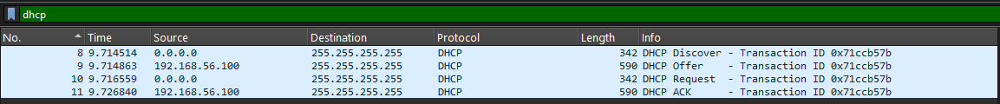 dhcp
No. Time Source Destination Protocol Length Info
8 9.714514 0.0.0.0 255.255.255.255 DHCP 342 DHCP Discover - Transaction ID 0x71ccb57b
9 9.714863 192.168.56.100 255.255.255.255 DHCP 590 DHCP Offer - Transaction ID 0x71ccb57b
10 9.716559 0.0.0.0 255.255.255.255 DHCP 342 DHCP Request - Transaction ID 0x71ccb57b
11 9.726840 192.168.56.100 255.255.255.255 DHCP 590 DHCP ACK - Transaction ID 0x71ccb57b